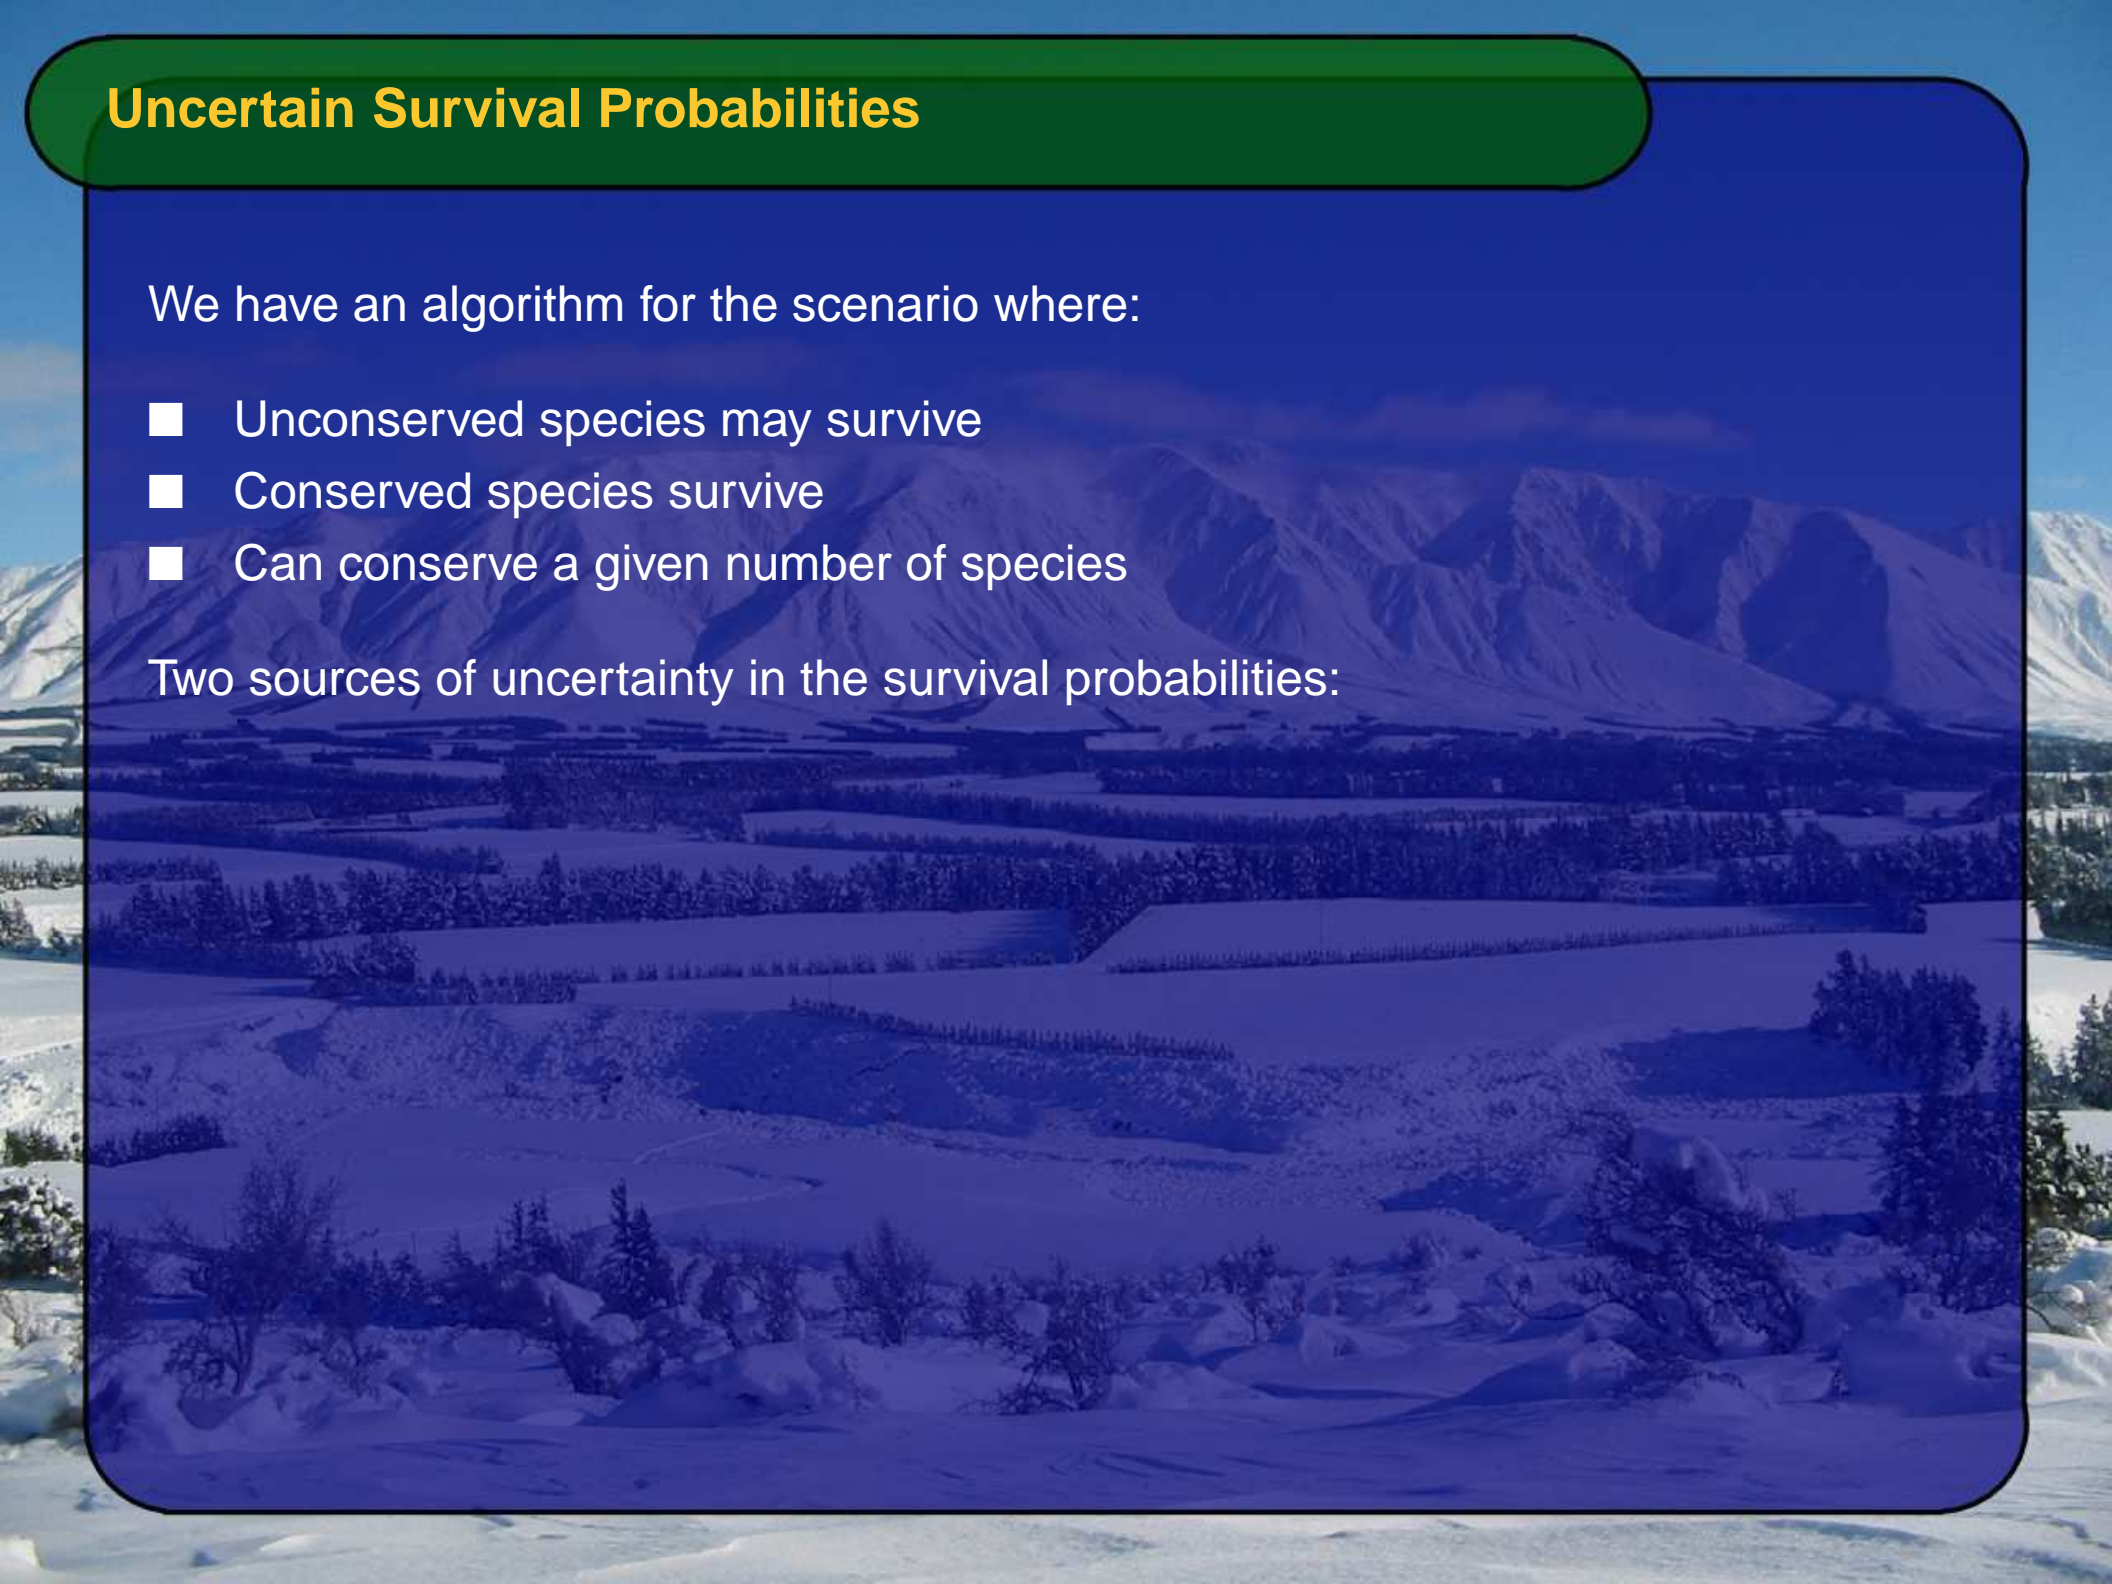 Uncertain Survival Probabilities
We have an algorithm for the scenario where:
Unconserved species may survive
Conserved species survive
Can conserve a given number of species
Two sources of uncertainty in the survival probabilities: